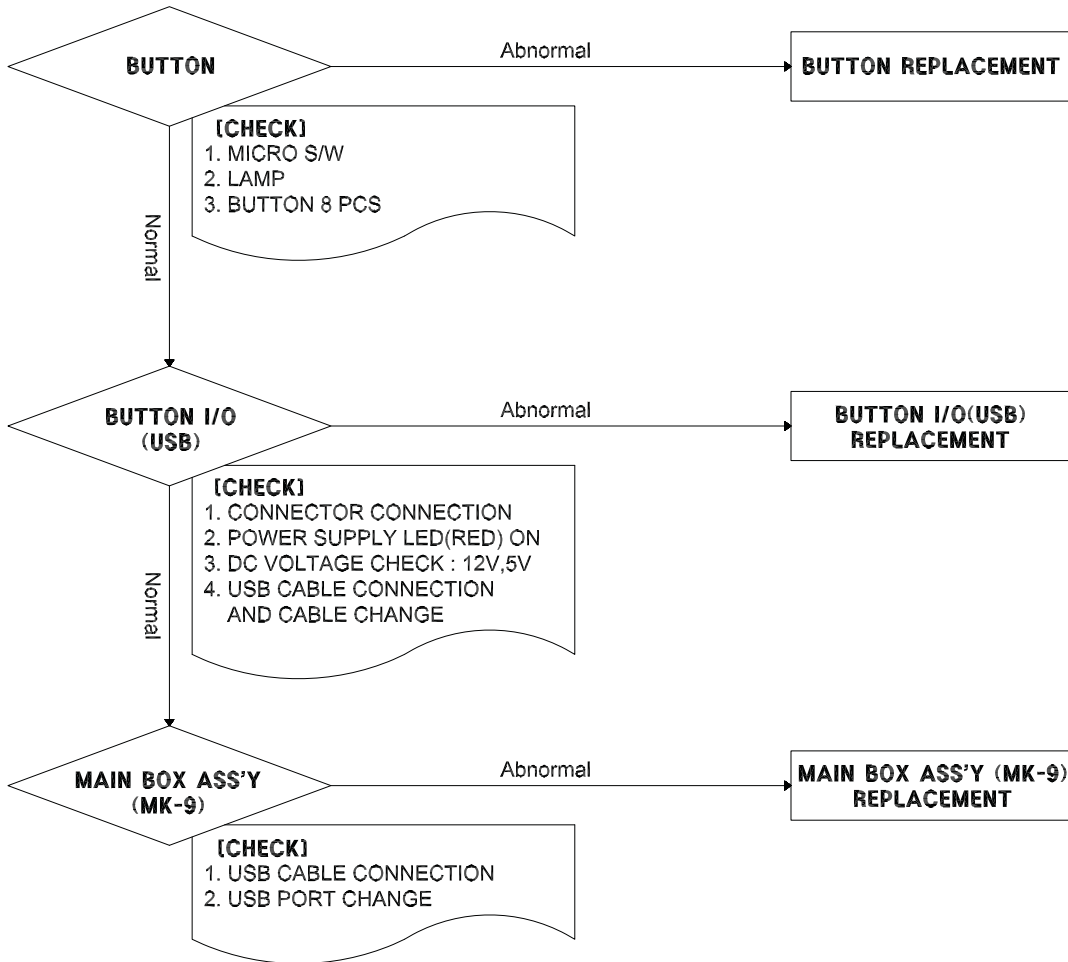 BUTTON
Abnormal
BUTTON REPLACEMENT
[CHECK]
1. MICRO S/W
2. LAMP
3. BUTTON 8 PCS
Normal
BUTTON I/O
(USB)
Abnormal
BUTTON I/O(USB)
REPLACEMENT
[CHECK]
1. CONNECTOR CONNECTION
2. POWER SUPPLY LED(RED) ON
3. DC VOLTAGE CHECK : 12V,5V
4. USB CABLE CONNECTION
AND CABLE CHANGE
Normal
MAIN BOX ASS'Y
(MK-9)
Abnormal
MAIN BOX ASS'Y (MK-9)
REPLACEMENT
[CHECK]
1. USB CABLE CONNECTION
2. USB PORT CHANGE